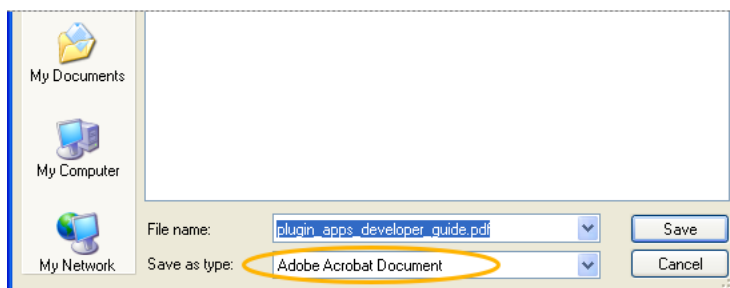 My Documents
My Computer
My Network
File name:
plugin_apps_developer_guide.pdf
Save
Save as type:
Adobe Acrobat Document
Cancel